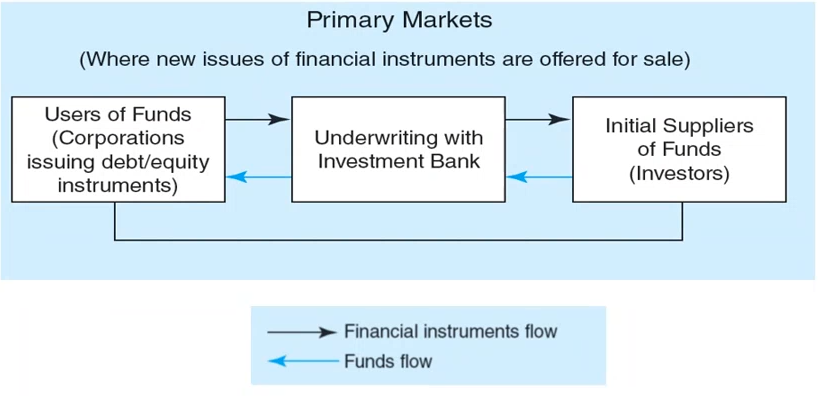 Primary Markets
(Where new issues of financial instruments are offered for sale)
Users of Funds
(Corporations
issuing debt/equity
instruments)
Underwriting with
Investment Bank
Initial Suppliers
of Funds
(Investors)
Financial instruments flow
Funds flow